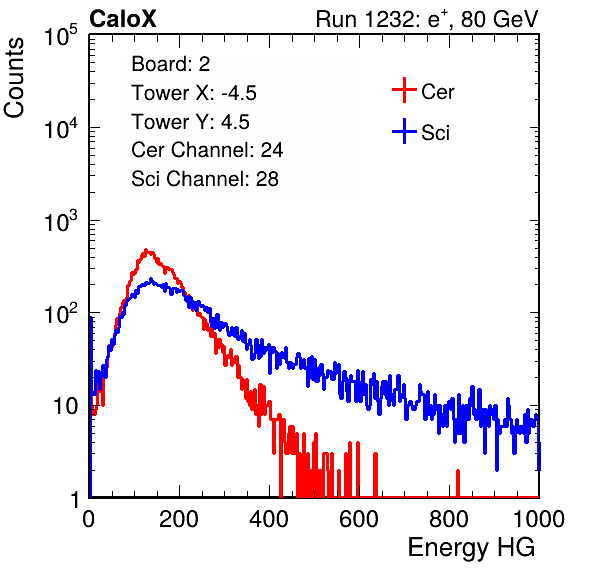 CaloX Run 1232: e⁺, 80 GeV
Counts
Board: 2
Tower X: -4.5
Tower Y: 4.5
Cer Channel: 24
Sci Channel: 28
Cer
Sci
10⁵
10⁴
10³
10²
10
1
0 200 400 600 800 1000
Energy HG